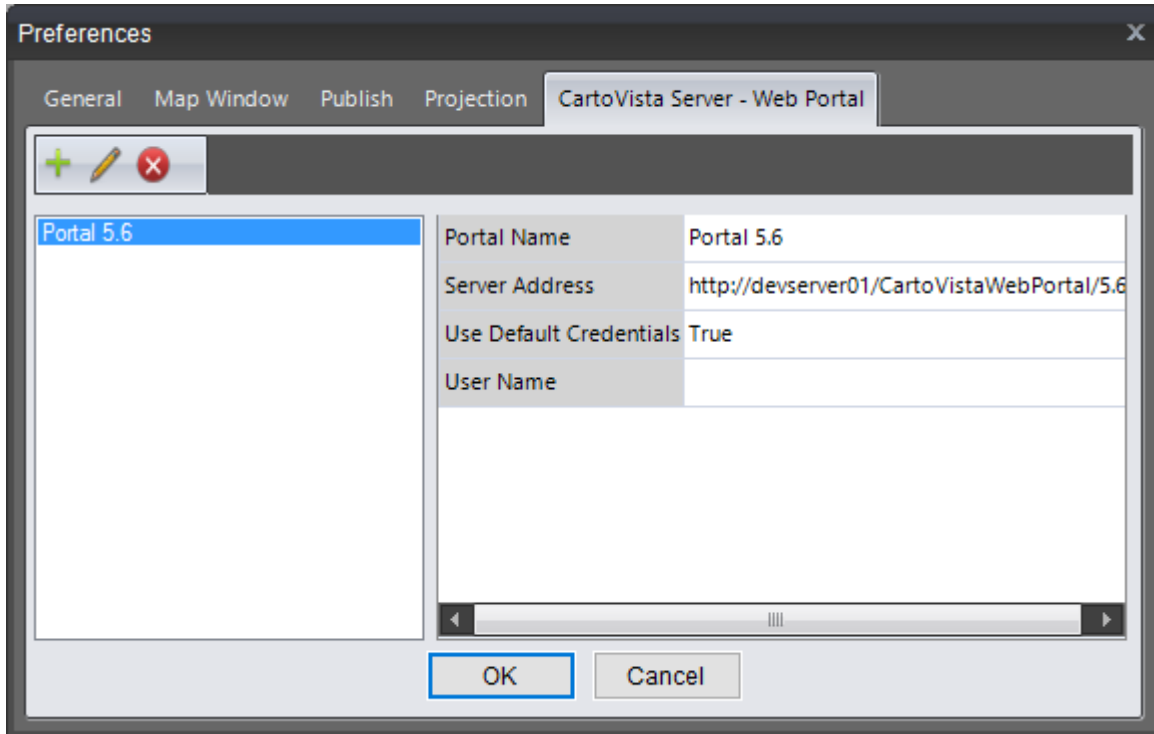 Preferences
General Map Window Publish Projection CartoVista Server - Web Portal
Portal 5.6
Portal Name Portal 5.6
Server Address http://devserver01/CartoVistaWebPortal/5.6
Use Default Credentials True
User Name
OK Cancel